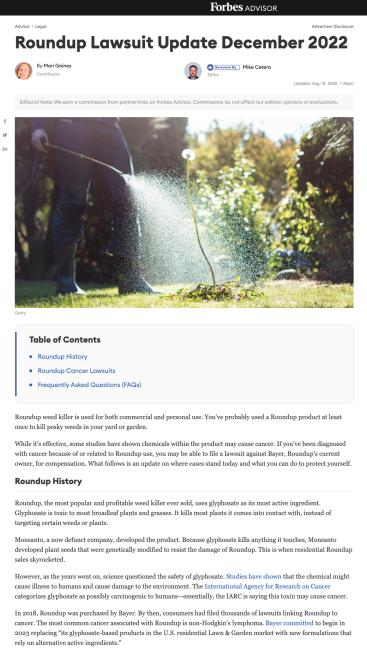 Forbes ADVISOR
Advisor › Legal
Advertiser Disclosure
Roundup Lawsuit Update December 2022
By Mari Gaines
Contributor
Reviewed By Mike Cetera
Editor
Updated: Aug 18, 2022, 1:26pm
Editorial Note: We earn a commission from partner links on Forbes Advisor. Commissions do not affect our editors' opinions or evaluations.
Getty
Table of Contents
Roundup History
Roundup Cancer Lawsuits
Frequently Asked Questions (FAQs)
Roundup weed killer is used for both commercial and personal use. You've probably used a Roundup product at least
once to kill pesky weeds in your yard or garden.
While it's effective, some studies have shown chemicals within the product may cause cancer. If you've been diagnosed
with cancer because of or related to Roundup use, you may be able to file a lawsuit against Bayer, Roundup's current
owner, for compensation. What follows is an update on where cases stand today and what you can do to protect yourself.
Roundup History
Roundup, the most popular and profitable weed killer ever sold, uses glyphosate as its most active ingredient.
Glyphosate is toxic to most broadleaf plants and grasses. It kills most plants it comes into contact with, instead of
targeting certain weeds or plants.
Monsanto, a now defunct company, developed the product. Because glyphosate kills anything it touches, Monsanto
developed plant seeds that were genetically modified to resist the damage of Roundup. This is when residential Roundup
sales skyrocketed.
However, as the years went on, science questioned the safety of glyphosate. Studies have shown that the chemical might
cause illness to humans and cause damage to the environment. The International Agency for Research on Cancer
categorizes glyphosate as possibly carcinogenic to humans—essentially, the IARC is saying this toxin may cause cancer.
In 2018, Roundup was purchased by Bayer. By then, consumers had filed thousands of lawsuits linking Roundup to
cancer. The most common cancer associated with Roundup is non-Hodgkin's lymphoma. Bayer committed to begin in
2023 replacing "its glyphosate-based products in the U.S. residential Lawn & Garden market with new formulations that
rely on alternative active ingredients."